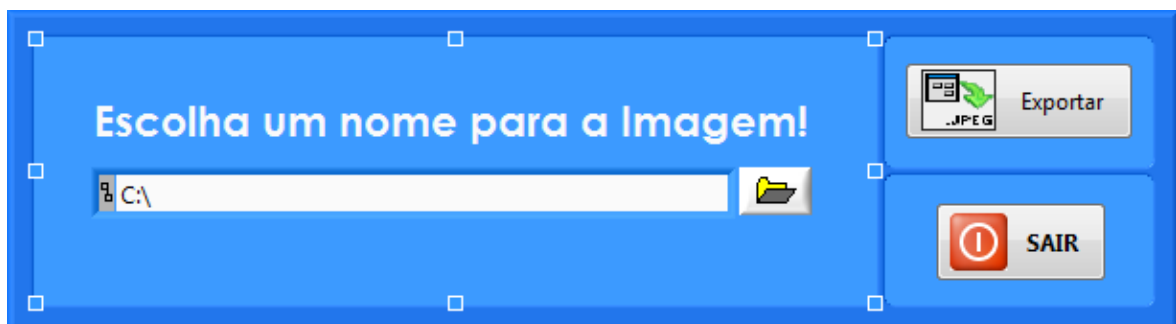 Escolha um nome para a Imagem!
C:\
.JPEG
Exportar
SAIR